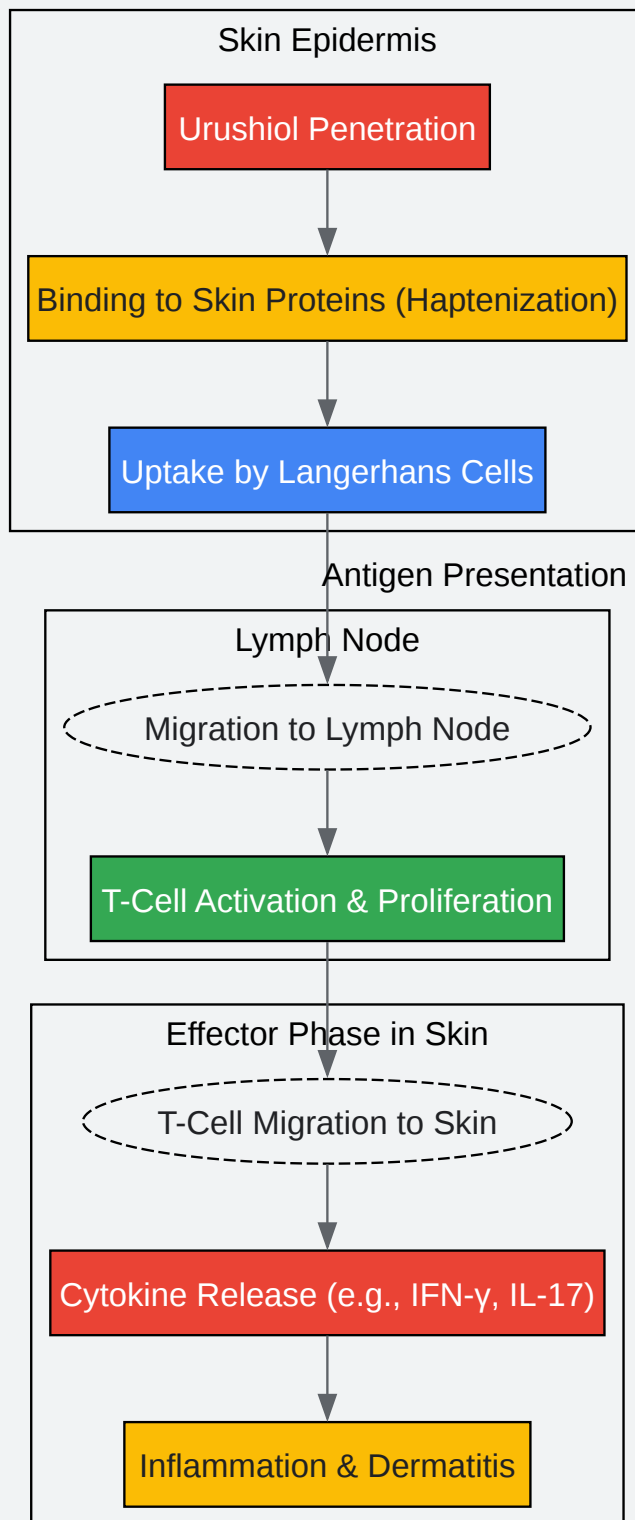 Skin Epidermis
Urushiol Penetration
Binding to Skin Proteins (Haptenization)
Uptake by Langerhans Cells
Antigen Presentation
Lymph Node
Migration to Lymph Node
T-Cell Activation & Proliferation
Effector Phase in Skin
T-Cell Migration to Skin
Cytokine Release (e.g., IFN-γ, IL-17)
Inflammation & Dermatitis